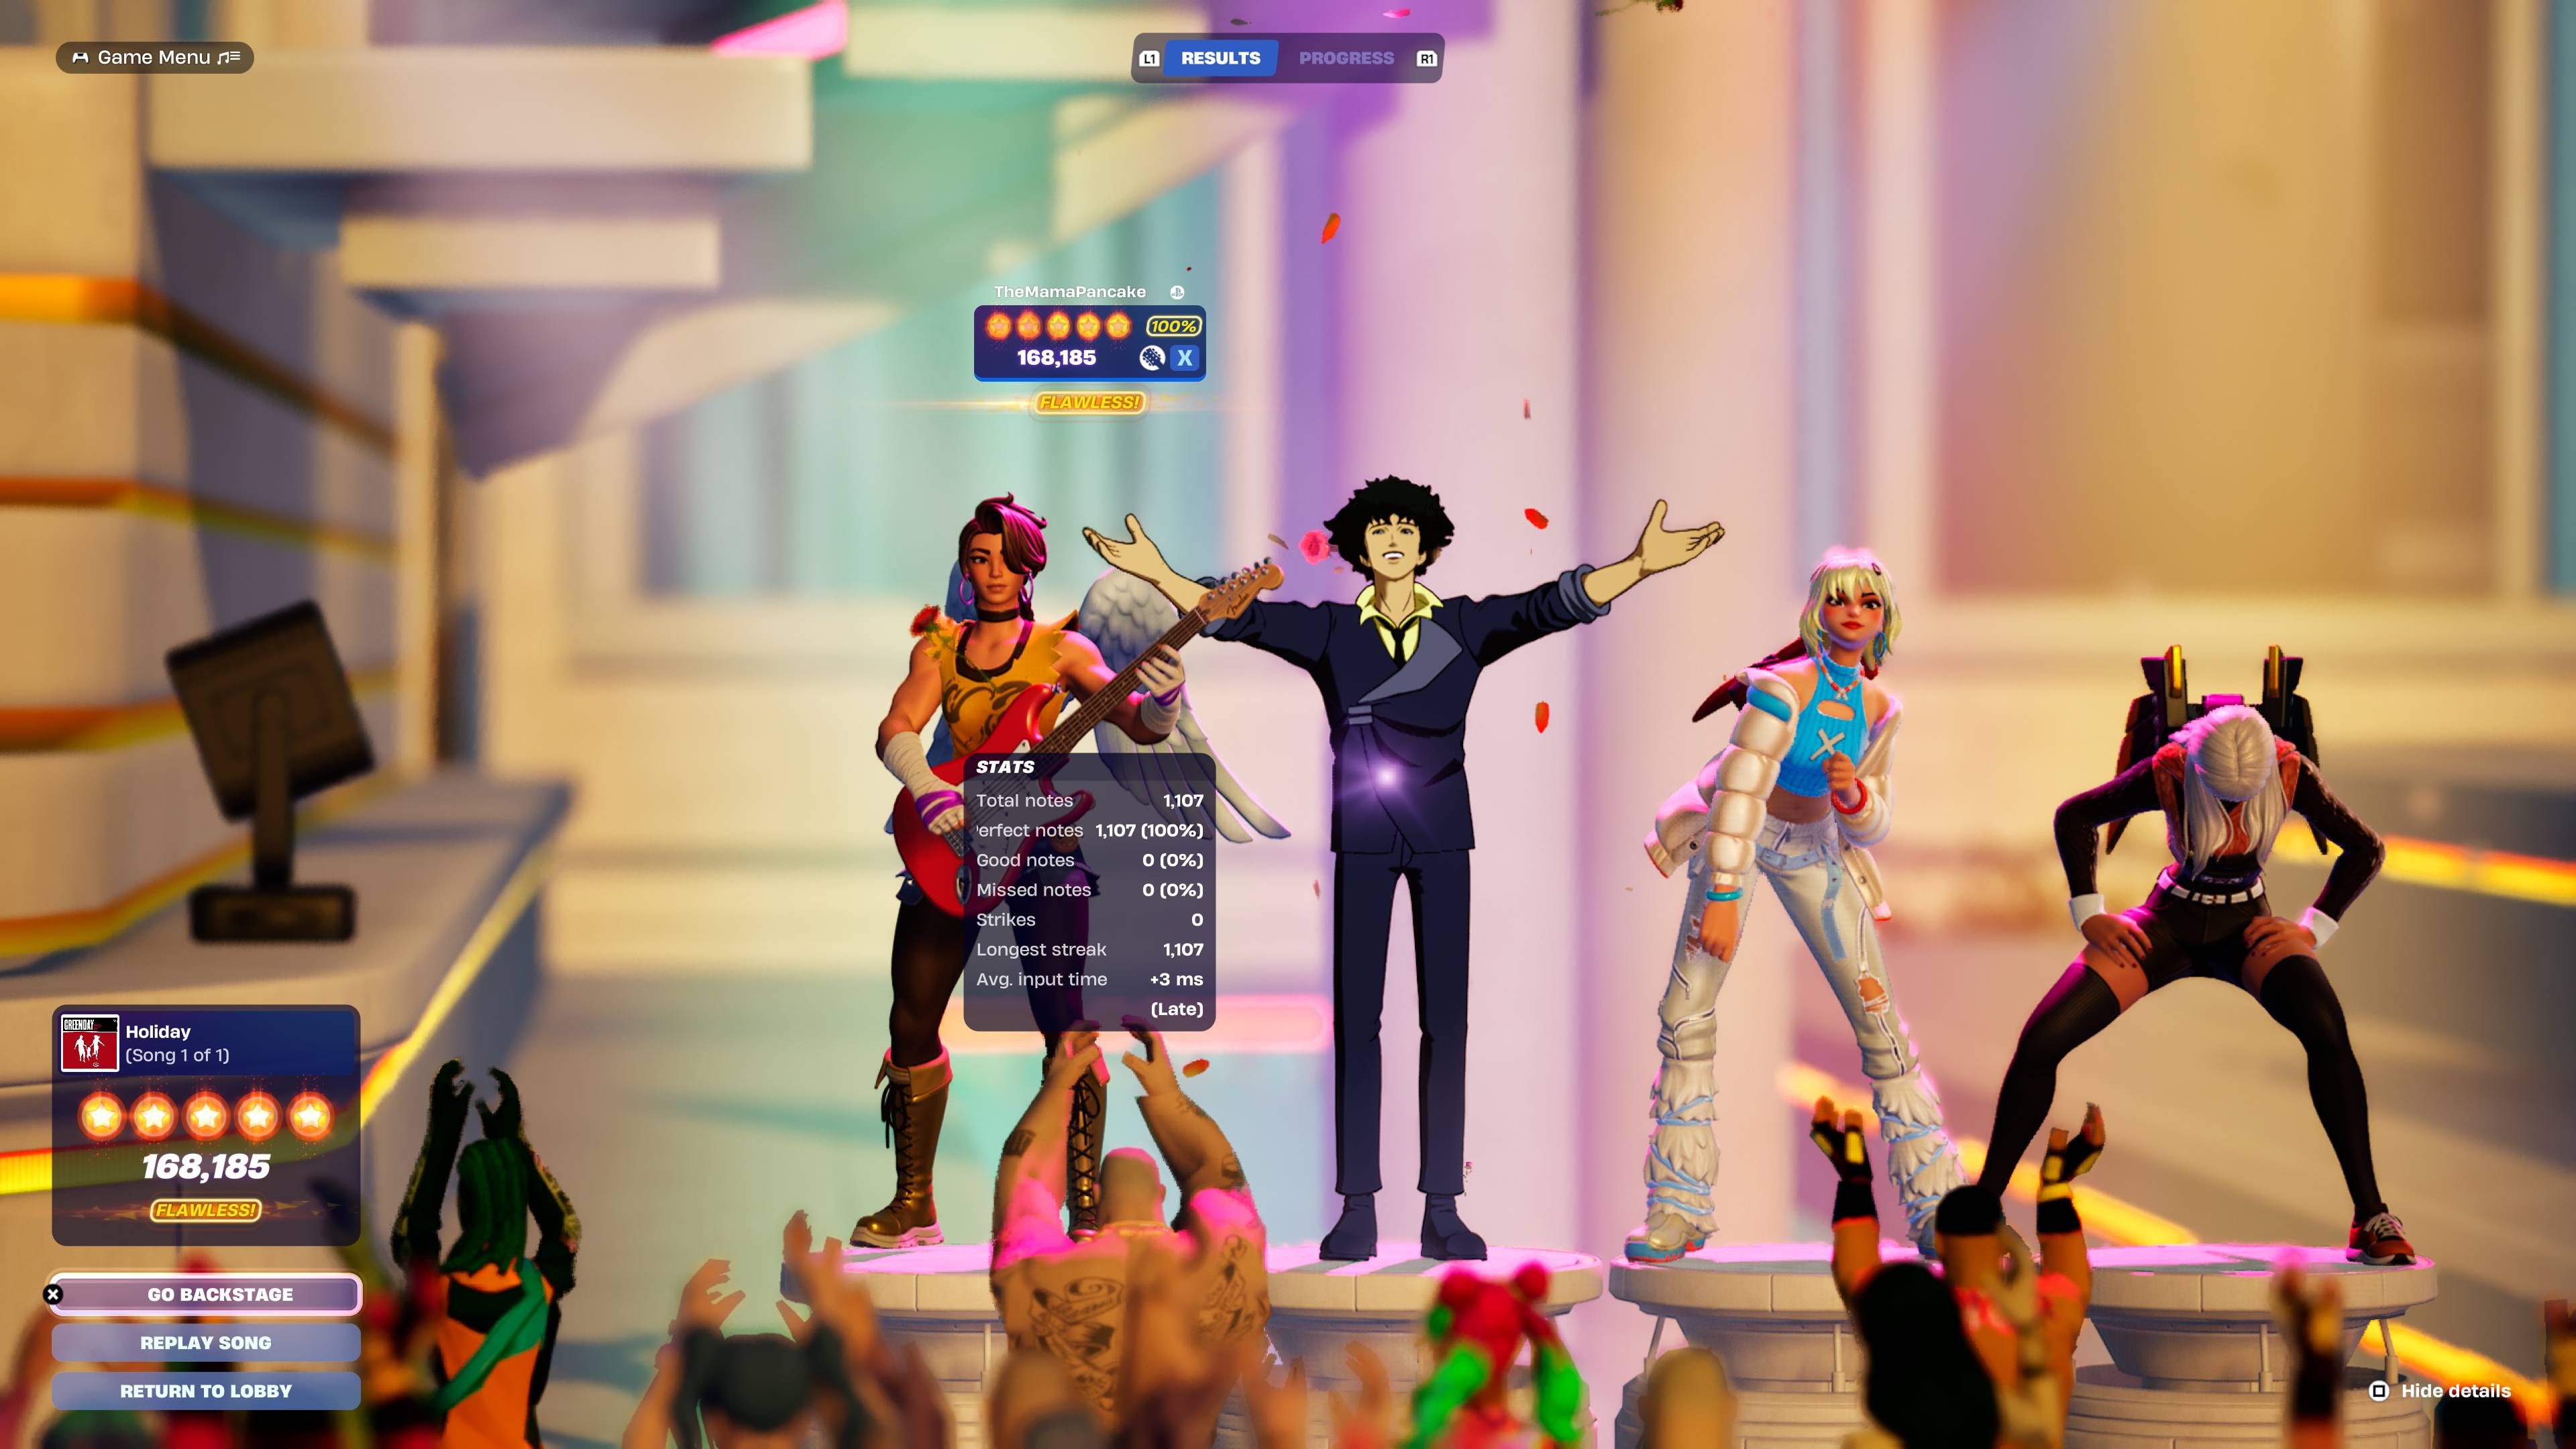 Game Menu
L1 RESULTS PROGRESS R1
TheMamaPancake
100%
168,185 X
FLAWLESS!
STATS
Total notes 1,107
erfect notes 1,107 (100%)
Good notes 0 (0%)
Missed notes 0 (0%)
Strikes 0
Longest streak 1,107
Avg. input time +3 ms
(Late)
GREEN DAY
Holiday
(Song 1 of 1)
168,185
FLAWLESS!
GO BACKSTAGE
REPLAY SONG
RETURN TO LOBBY
Hide details
Fender